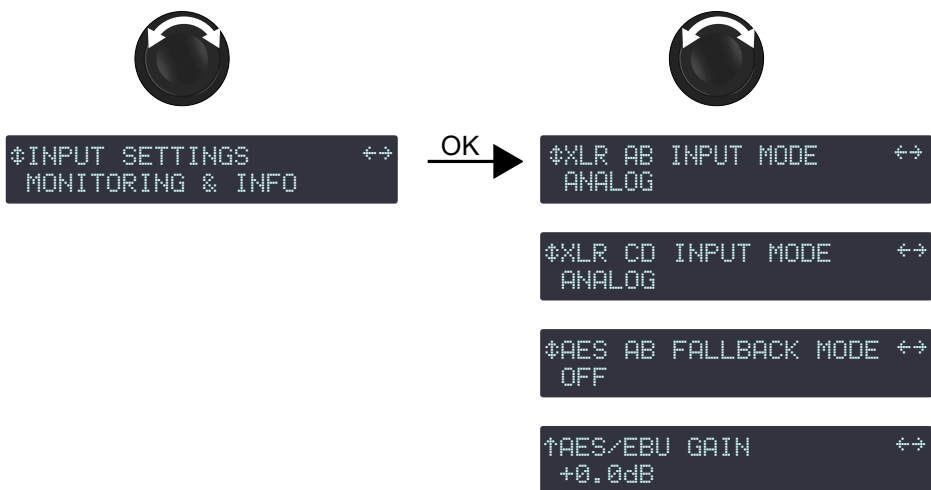 ↕INPUT SETTINGS ↔
MONITORING & INFO
OK
↕XLR AB INPUT MODE ↔
ANALOG
↕XLR CD INPUT MODE ↔
ANALOG
↕AES AB FALLBACK MODE ↔
OFF
↑AES/EBU GAIN ↔
+0.0dB